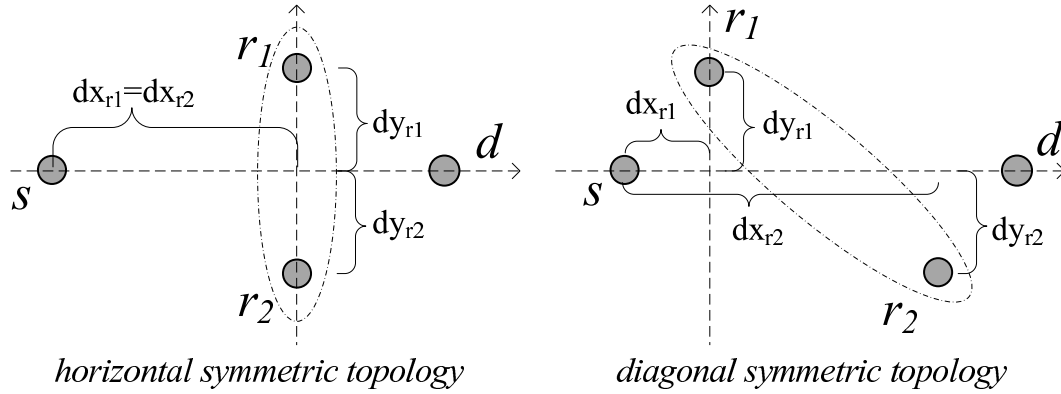 r1
dxr1=dxr2
dyr1
s
d
dyr2
r2
horizontal symmetric topology
r1
dxr1
dyr1
s
d
dxr2
dyr2
r2
diagonal symmetric topology